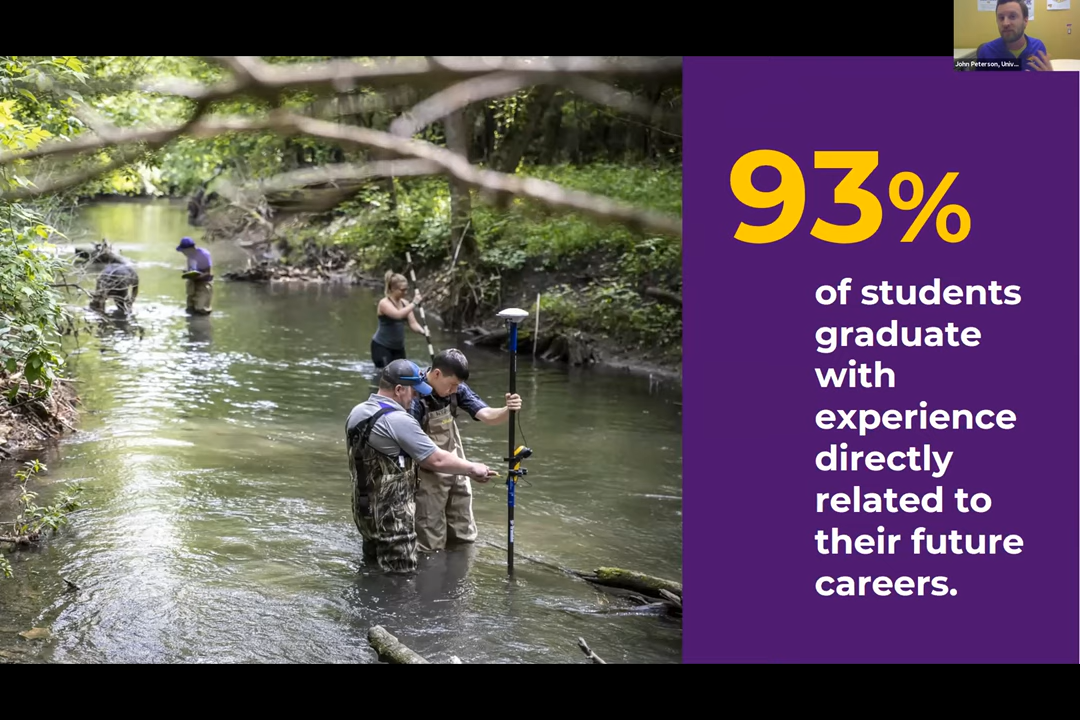 John Peterson, Univ...
93%
of students
graduate
with
experience
directly
related to
their future
careers.